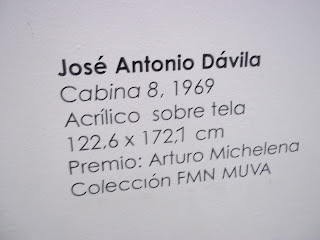 José Antonio Dávila
Cabina 8, 1969
Acrílico sobre tela
122,6 x 172,1 cm
Premio: Arturo Michelena
Colección FMN MUVA